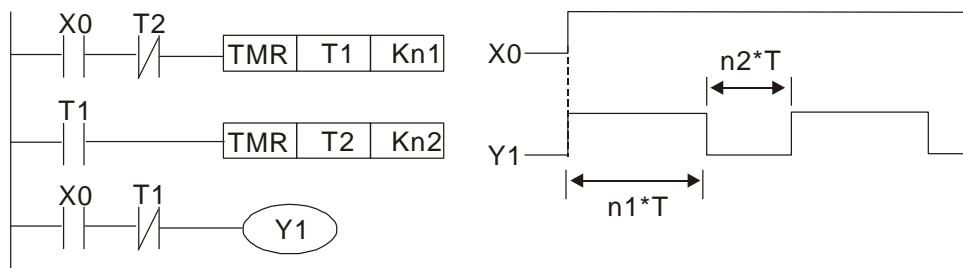 X0 T2
TMR T1 Kn1
T1
TMR T2 Kn2
X0 T1
Y1
X0
n2*T
Y1
n1*T